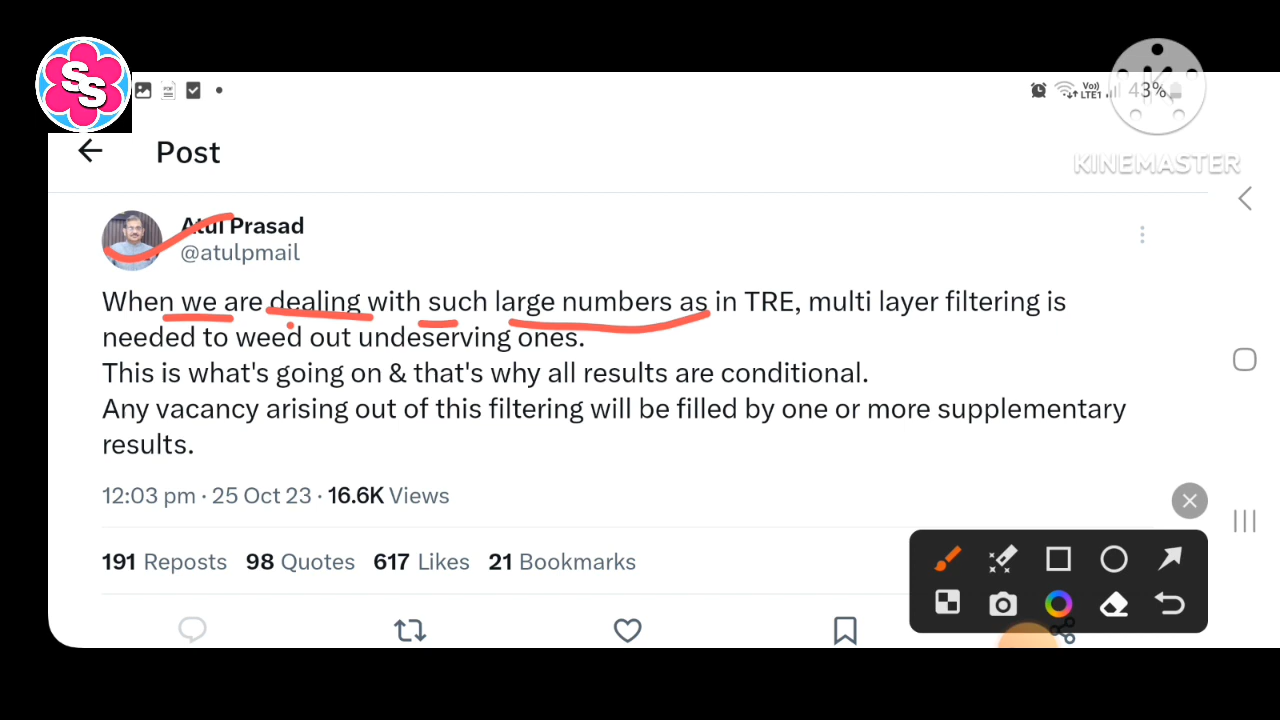 SS
43%
Vo) LTE1
KINEMASTER
Post
Atul Prasad
@atulpmail
When we are dealing with such large numbers as in TRE, multi layer filtering is
needed to weed out undeserving ones.
This is what's going on & that's why all results are conditional.
Any vacancy arising out of this filtering will be filled by one or more supplementary
results.
12:03 pm · 25 Oct 23 · 16.6K Views
191 Reposts 98 Quotes 617 Likes 21 Bookmarks